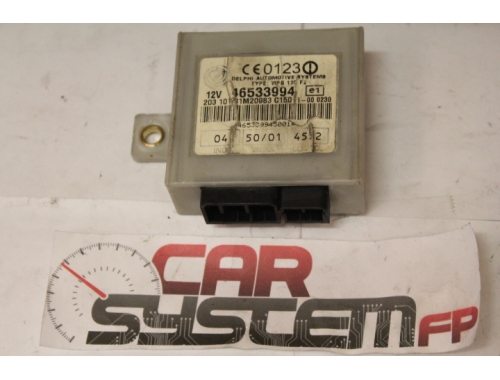 CE0123
DELPHI AUTOMOTIVE SYSTEMS
12V 46533994 e1
04 50/01 45 2
CAR
SYSTEM FP